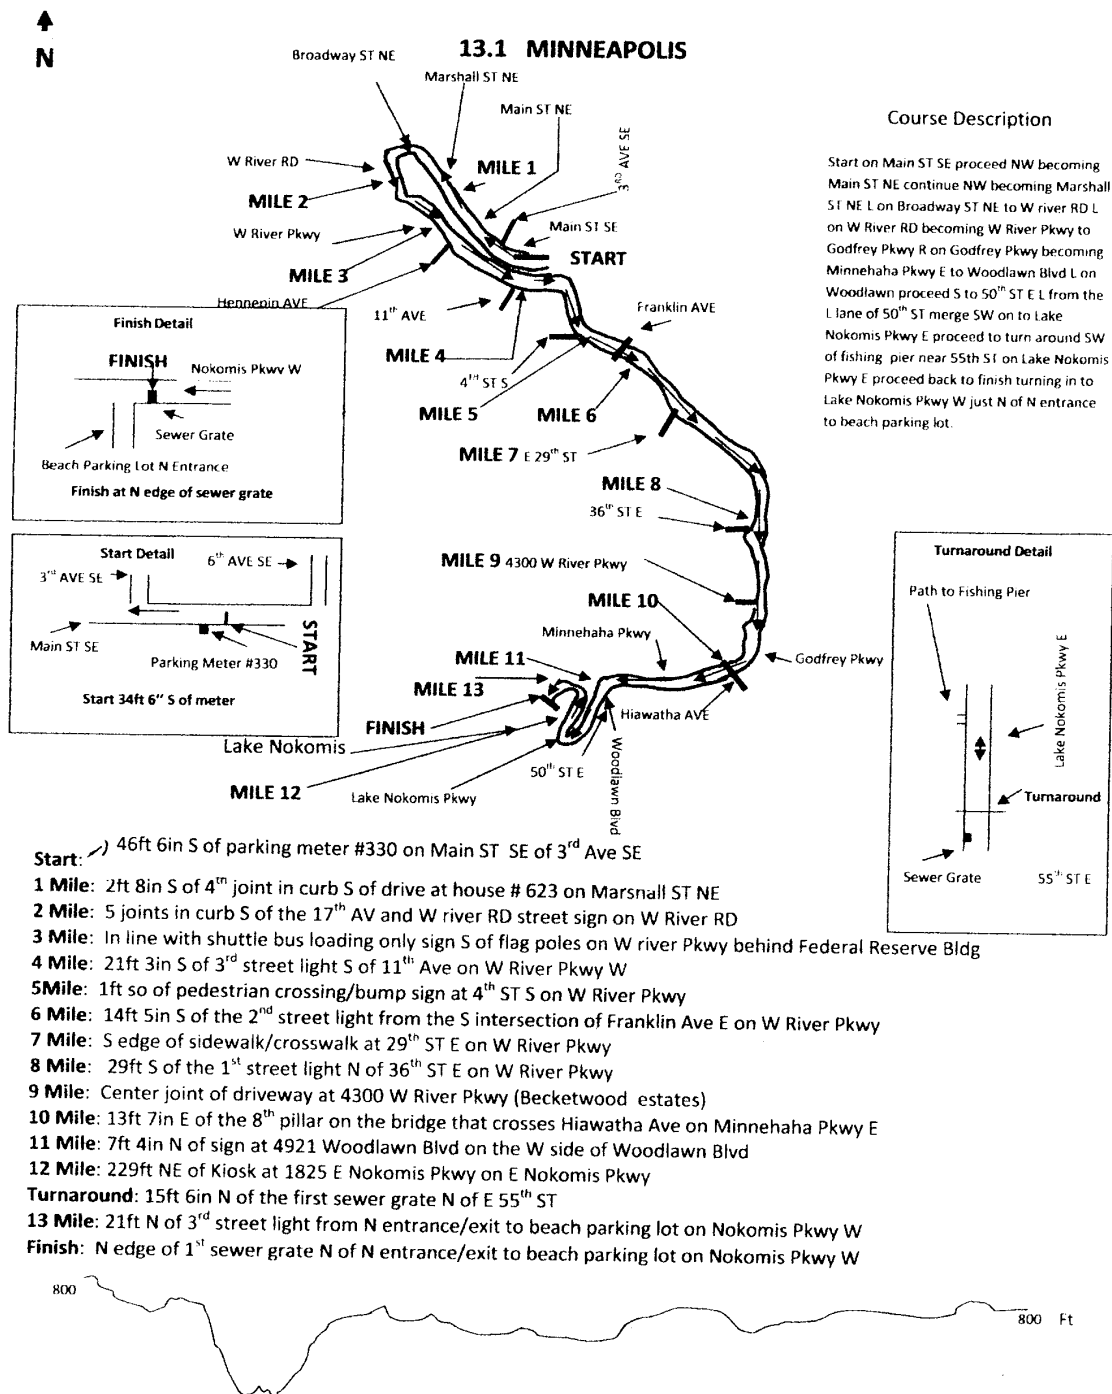 N
13.1 MINNEAPOLIS
Broadway ST NE
Marshall ST NE
Main ST NE
3RD AVE SE
W River RD
MILE 1
MILE 2
Main ST SE
W River Pkwy
START
MILE 3
Hennepin AVE
11th AVE
Franklin AVE
MILE 4
4TH ST S
MILE 5
MILE 6
MILE 7 E 29th ST
MILE 8
36th ST E
MILE 9 4300 W River Pkwy
MILE 10
Minnehaha Pkwy
MILE 11
Godfrey Pkwy
MILE 13
FINISH
Hiawatha AVE
Lake Nokomis
50th ST E
Woodlawn Blvd
MILE 12
Lake Nokomis Pkwy
Course Description
Start on Main ST SE proceed NW becoming
Main ST NE continue NW becoming Marshall
ST NE L on Broadway ST NE to W river RD L
on W River RD becoming W River Pkwy to
Godfrey Pkwy R on Godfrey Pkwy becoming
Minnehaha Pkwy E to Woodlawn Blvd L on
Woodlawn proceed S to 50th ST E L from the
L lane of 50th ST merge SW on to Lake
Nokomis Pkwy E proceed to turn around SW
of fishing pier near 55th ST on Lake Nokomis
Pkwy E proceed back to finish turning in to
Lake Nokomis Pkwy W just N of N entrance
to beach parking lot.
Finish Detail
FINISH
Nokomis Pkwy W
Sewer Grate
Beach Parking Lot N Entrance
Finish at N edge of sewer grate
Start Detail
6th AVE SE
3rd AVE SE
Main ST SE
START
Parking Meter #330
Start 34ft 6" S of meter
Turnaround Detail
Path to Fishing Pier
Lake Nokomis Pkwy E
Turnaround
Sewer Grate
55th ST E
Start: 46ft 6in S of parking meter #330 on Main ST SE of 3rd Ave SE
1 Mile: 2ft 8in S of 4th joint in curb S of drive at house # 623 on Marsnall ST NE
2 Mile: 5 joints in curb S of the 17th AV and W river RD street sign on W River RD
3 Mile: In line with shuttle bus loading only sign S of flag poles on W river Pkwy behind Federal Reserve Bldg
4 Mile: 21ft 3in S of 3rd street light S of 11th Ave on W River Pkwy W
5Mile: 1ft so of pedestrian crossing/bump sign at 4th ST S on W River Pkwy
6 Mile: 14ft 5in S of the 2nd street light from the S intersection of Franklin Ave E on W River Pkwy
7 Mile: S edge of sidewalk/crosswalk at 29th ST E on W River Pkwy
8 Mile: 29ft S of the 1st street light N of 36th ST E on W River Pkwy
9 Mile: Center joint of driveway at 4300 W River Pkwy (Becketwood estates)
10 Mile: 13ft 7in E of the 8th pillar on the bridge that crosses Hiawatha Ave on Minnehaha Pkwy E
11 Mile: 7ft 4in N of sign at 4921 Woodlawn Blvd on the W side of Woodlawn Blvd
12 Mile: 229ft NE of Kiosk at 1825 E Nokomis Pkwy on E Nokomis Pkwy
Turnaround: 15ft 6in N of the first sewer grate N of E 55th ST
13 Mile: 21ft N of 3rd street light from N entrance/exit to beach parking lot on Nokomis Pkwy W
Finish: N edge of 1st sewer grate N of N entrance/exit to beach parking lot on Nokomis Pkwy W
800
800 Ft